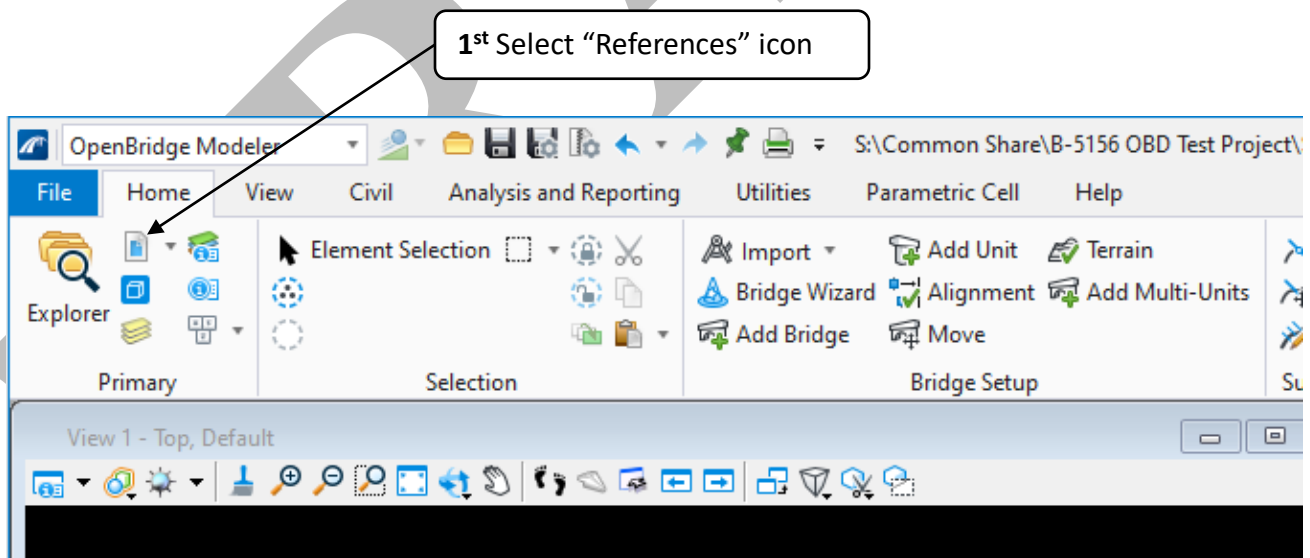 1st Select “References” icon
OpenBridge Modeler S:\Common Share\B-5156 OBD Test Project\
File Home View Civil Analysis and Reporting Utilities Parametric Cell Help
Element Selection Import Add Unit Terrain
Explorer Bridge Wizard Alignment Add Multi-Units
Add Bridge Move
Primary Selection Bridge Setup Su
View 1 - Top, Default